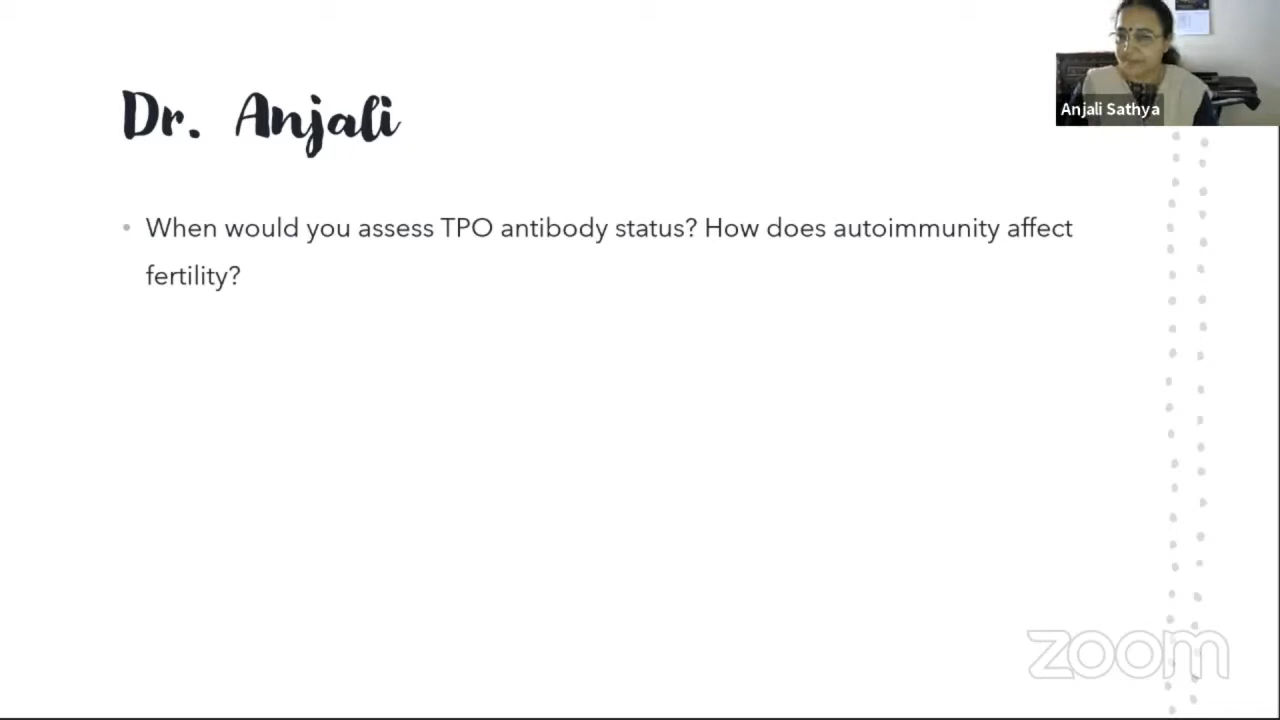 Dr. Anjali
Anjali Sathya
• When would you assess TPO antibody status? How does autoimmunity affect
fertility?
zoom